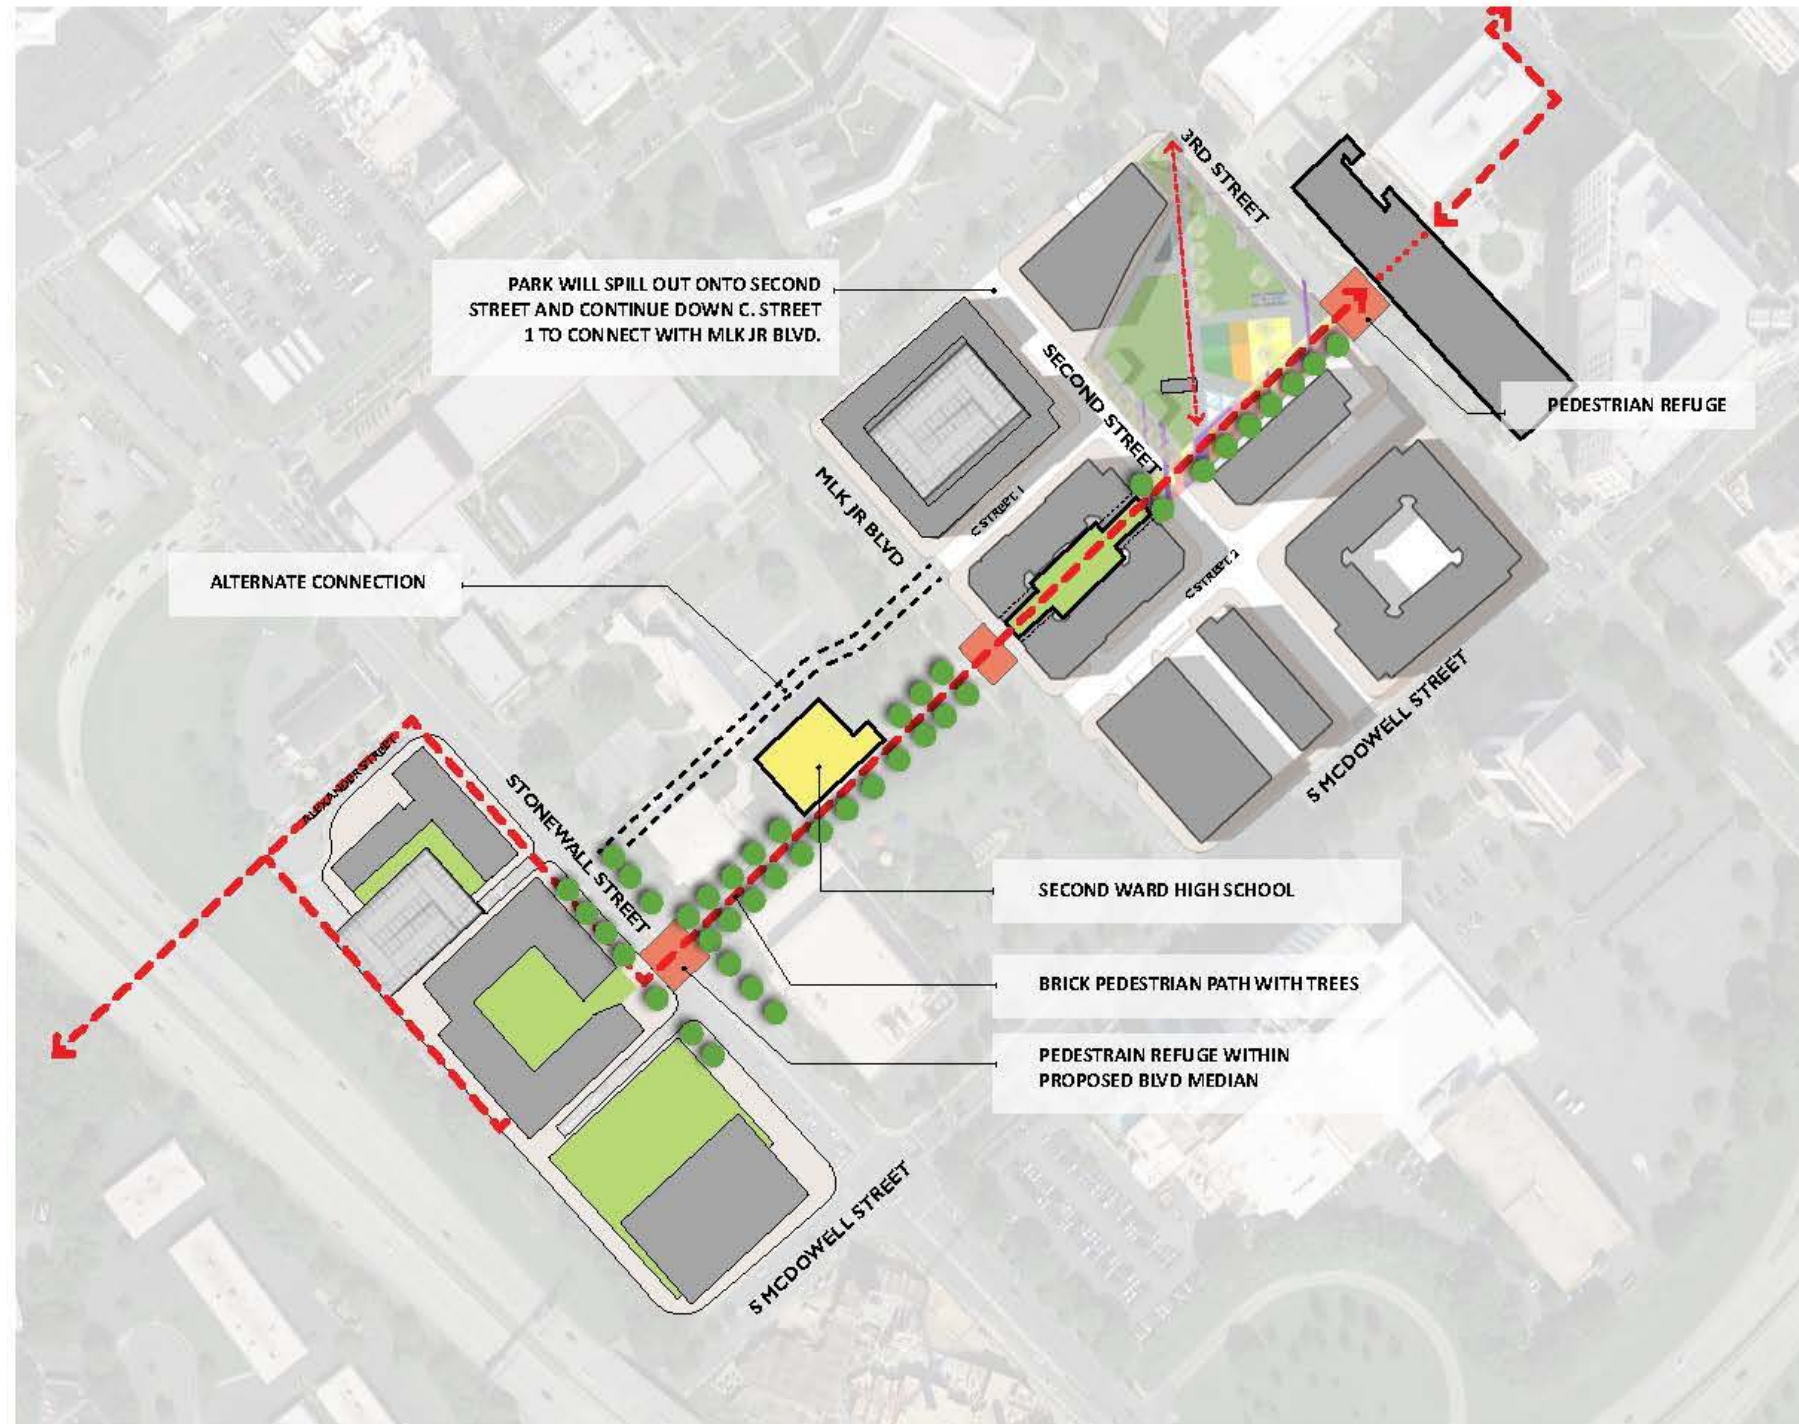 3RD STREET
PARK WILL SPILL OUT ONTO SECOND
STREET AND CONTINUE DOWN C. STREET
1 TO CONNECT WITH MLK JR BLVD.
SECOND STREET
PEDESTRIAN REFUGE
MLK JR BLVD
C STREET 1
ALTERNATE CONNECTION
C STREET 2
S MCDOWELL STREET
ALEXANDER STREET
STONEWALL STREET
SECOND WARD HIGH SCHOOL
BRICK PEDESTRIAN PATH WITH TREES
PEDESTRAIN REFUGE WITHIN
PROPOSED BLVD MEDIAN
S MCDOWELL STREET